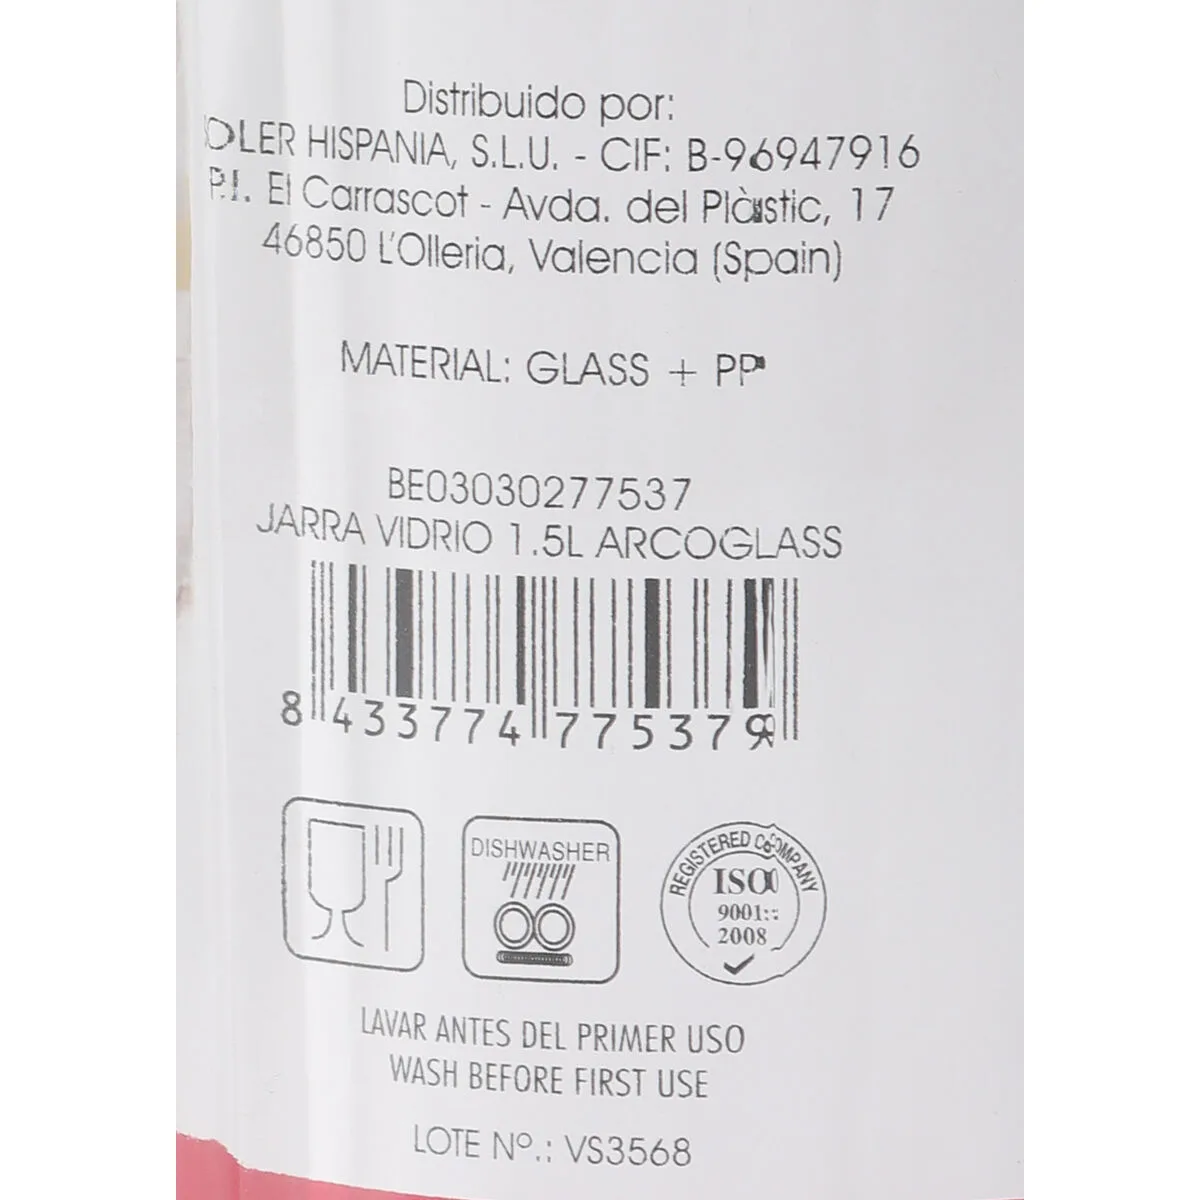 Distribuido por:
OLER HISPANIA, S.L.U. - CIF: B-96947916
P.I. El Carrascot - Avda. del Plàstic, 17
46850 L'Olleria, Valencia (Spain)
MATERIAL: GLASS + PP
BE03030277537
JARRA VIDRIO 1.5L ARCOGLASS
8 433774 775379
DISHWASHER
REGISTERED COMPANY
ISO
9001:
2008
LAVAR ANTES DEL PRIMER USO
WASH BEFORE FIRST USE
LOTE Nº.: VS3568